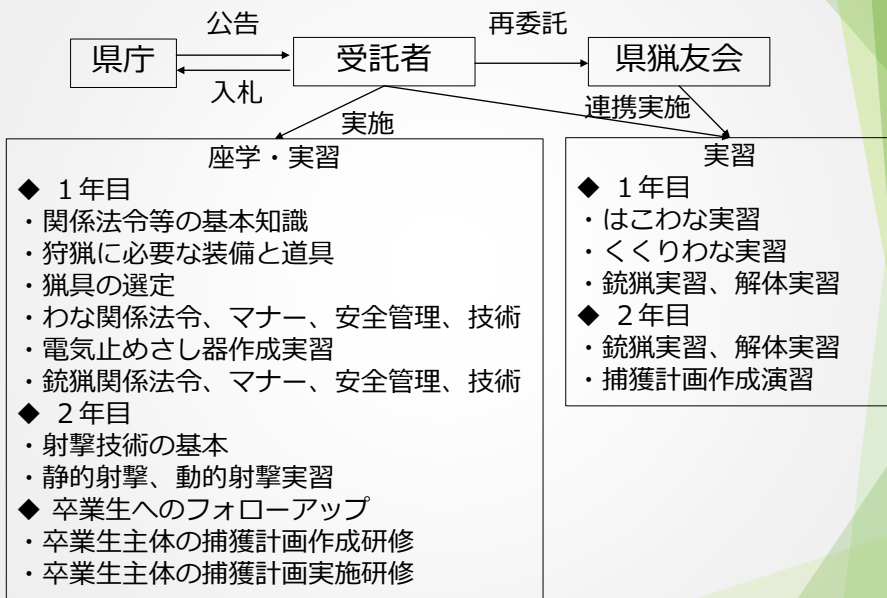 公告
再委託
県庁
受託者
県猟友会
入札
連携実施
実施
座学・実習
◆ １年目
・関係法令等の基本知識
・狩猟に必要な装備と道具
・猟具の選定
・わな関係法令、マナー、安全管理、技術
・電気止めさし器作成実習
・銃猟関係法令、マナー、安全管理、技術
◆ ２年目
・射撃技術の基本
・静的射撃、動的射撃実習
◆ 卒業生へのフォローアップ
・卒業生主体の捕獲計画作成研修
・卒業生主体の捕獲計画実施研修
実習
◆ １年目
・はこわな実習
・くくりわな実習
・銃猟実習、解体実習
◆ ２年目
・銃猟実習、解体実習
・捕獲計画作成演習